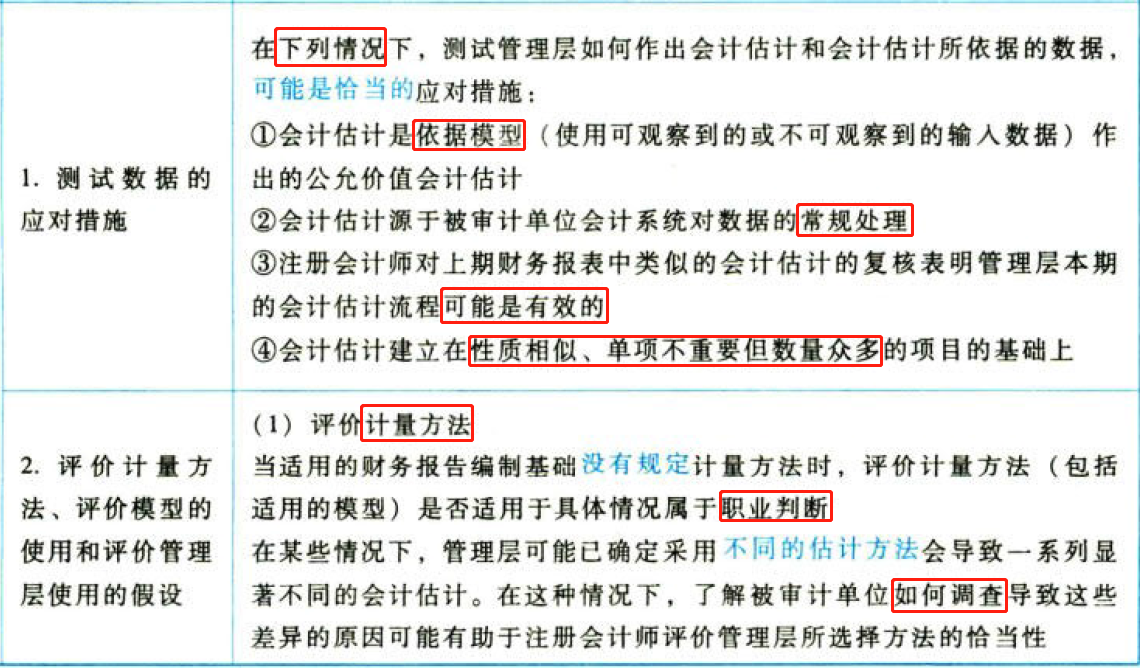 在下列情况下，测试管理层如何作出会计估计和会计估计所依据的数据，
可能是恰当的应对措施：
①会计估计是依据模型（使用可观察到的或不可观察到的输入数据）作
出的公允价值会计估计
1. 测试数据的
应对措施
②会计估计源于被审计单位会计系统对数据的常规处理
③注册会计师对上期财务报表中类似的会计估计的复核表明管理层本期
的会计估计流程可能是有效的
④会计估计建立在性质相似、单项不重要但数量众多的项目的基础上
2. 评价计量方
法、评价模型的
使用和评价管理
层使用的假设
（1）评价计量方法
当适用的财务报告编制基础没有规定计量方法时，评价计量方法（包括
适用的模型）是否适用于具体情况属于职业判断
在某些情况下，管理层可能已确定采用不同的估计方法会导致一系列显
著不同的会计估计。在这种情况下，了解被审计单位如何调查导致这些
差异的原因可能有助于注册会计师评价管理层所选择方法的恰当性